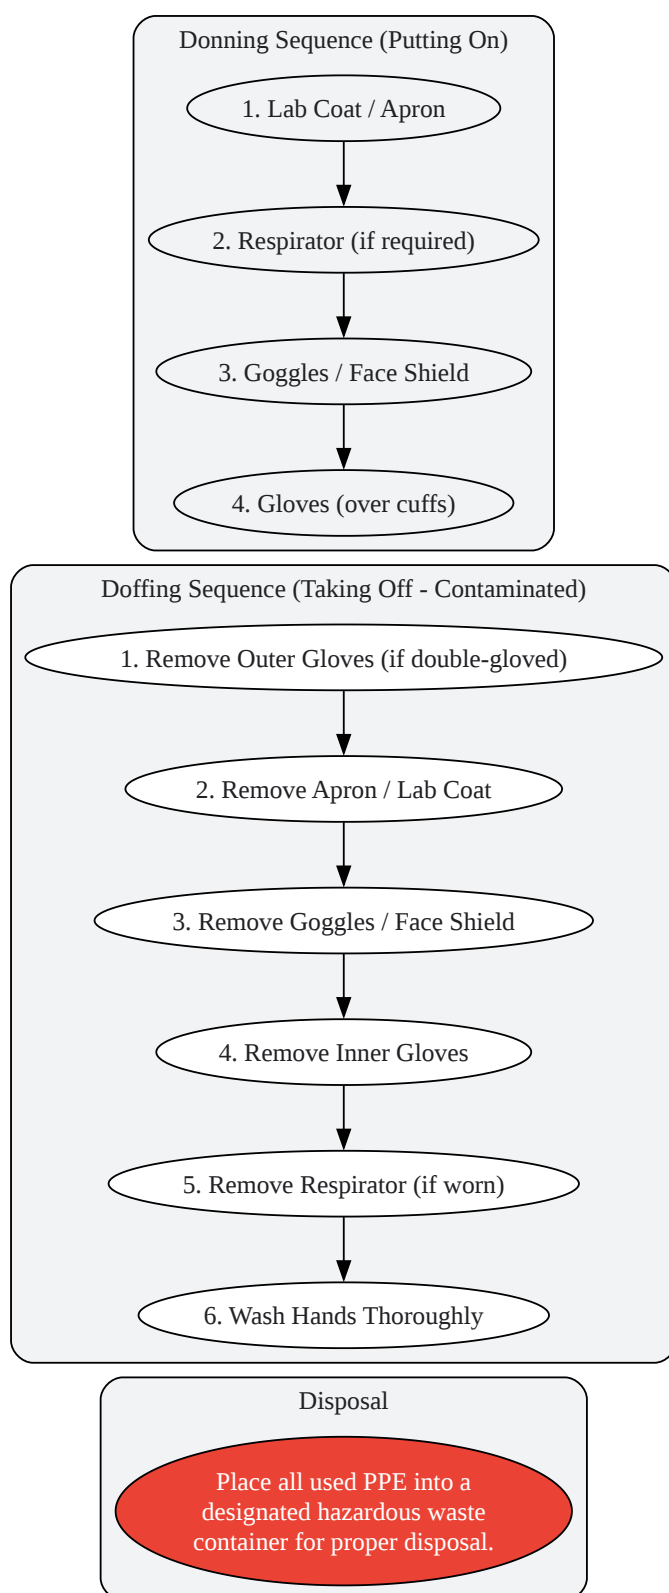 Donning Sequence (Putting On)
1. Lab Coat / Apron
2. Respirator (if required)
3. Goggles / Face Shield
4. Gloves (over cuffs)
Doffing Sequence (Taking Off - Contaminated)
1. Remove Outer Gloves (if double-gloved)
2. Remove Apron / Lab Coat
3. Remove Goggles / Face Shield
4. Remove Inner Gloves
5. Remove Respirator (if worn)
6. Wash Hands Thoroughly
Disposal
Place all used PPE into a
designated hazardous waste
container for proper disposal.